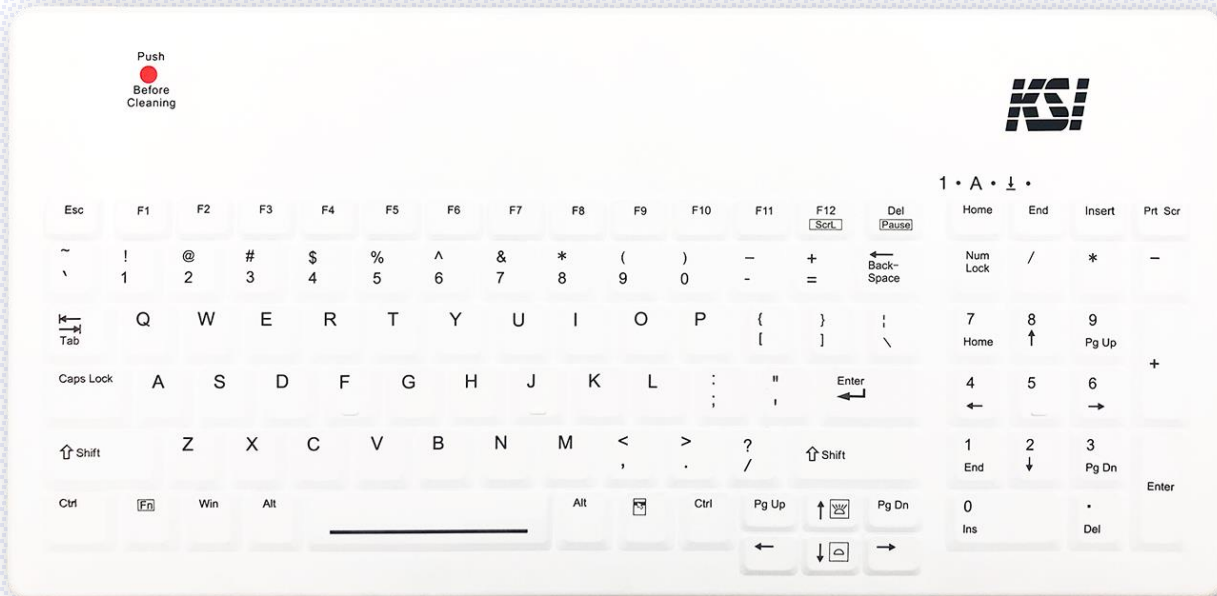 Push
Before
Cleaning
KSI
1 • A • ⤓ •
Esc F1 F2 F3 F4 F5 F6 F7 F8 F9 F10 F11 F12 Del Home End Insert Prt Scr
ScrL Pause
~ ! @ # $ % ^ & * ( ) – + ← Num / * –
Back- Lock
` 1 2 3 4 5 6 7 8 9 0 - = Space
Q W E R T Y U I O P { } ¦ 7 8 9
Tab [ ] \ Home ↑ Pg Up
+
Caps Lock A S D F G H J K L : " Enter 4 5 6
; ' ← →
Z X C V B N M < > ? 1 2 3
⇧ Shift , . / ⇧ Shift End ↓ Pg Dn
Enter
Ctrl Fn Win Alt Alt Ctrl Pg Up ↑ Pg Dn 0 .
Ins Del
← ↓ →